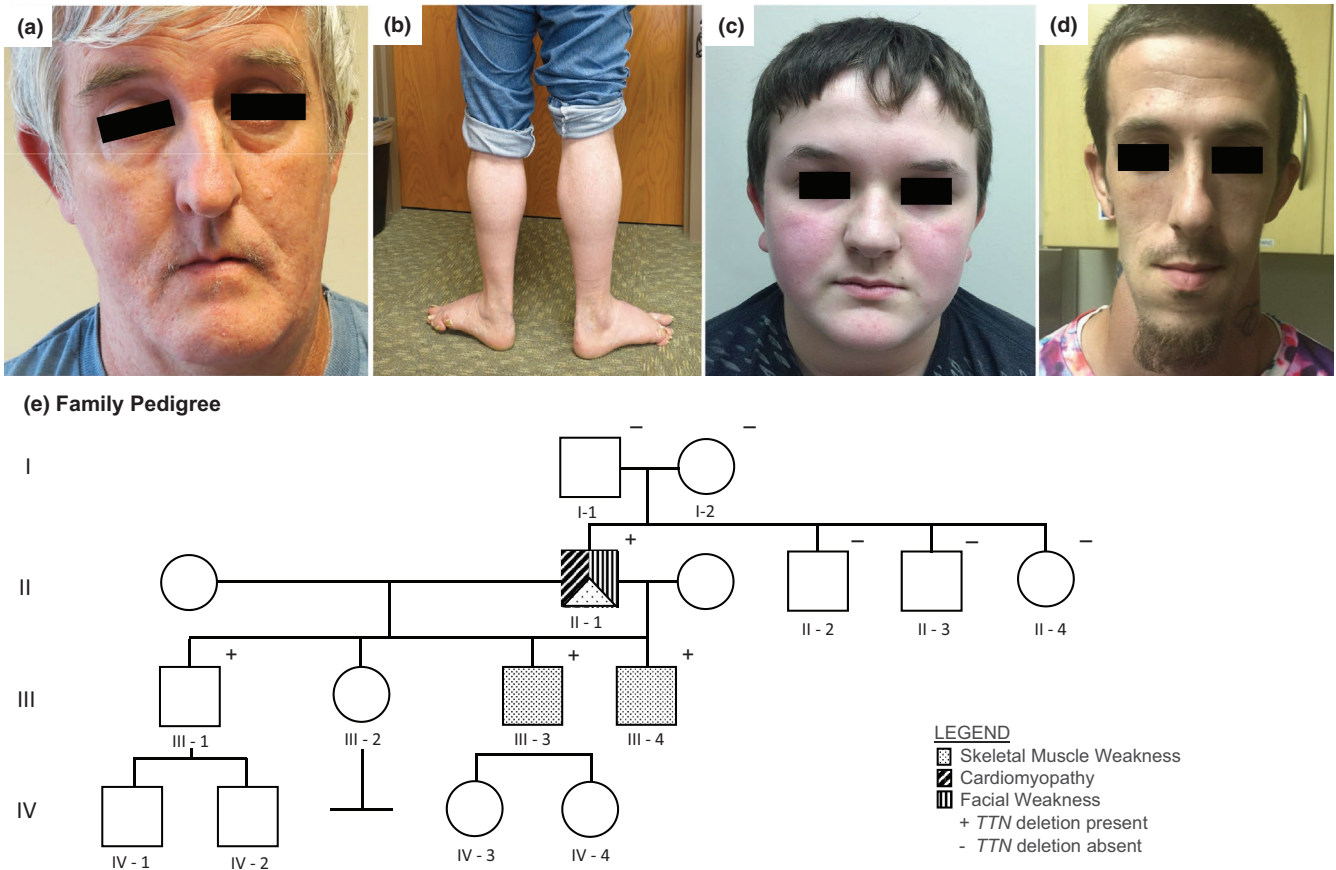 (a)
(b)
(c)
(d)
(e) Family Pedigree
I
– –
I-1 I-2
II
+ – – –
II - 1 II - 2 II - 3 II - 4
III
+ + +
III - 1 III - 2 III - 3 III - 4
IV
IV - 1 IV - 2 IV - 3 IV - 4
LEGEND
Skeletal Muscle Weakness
Cardiomyopathy
Facial Weakness
+ TTN deletion present
- TTN deletion absent